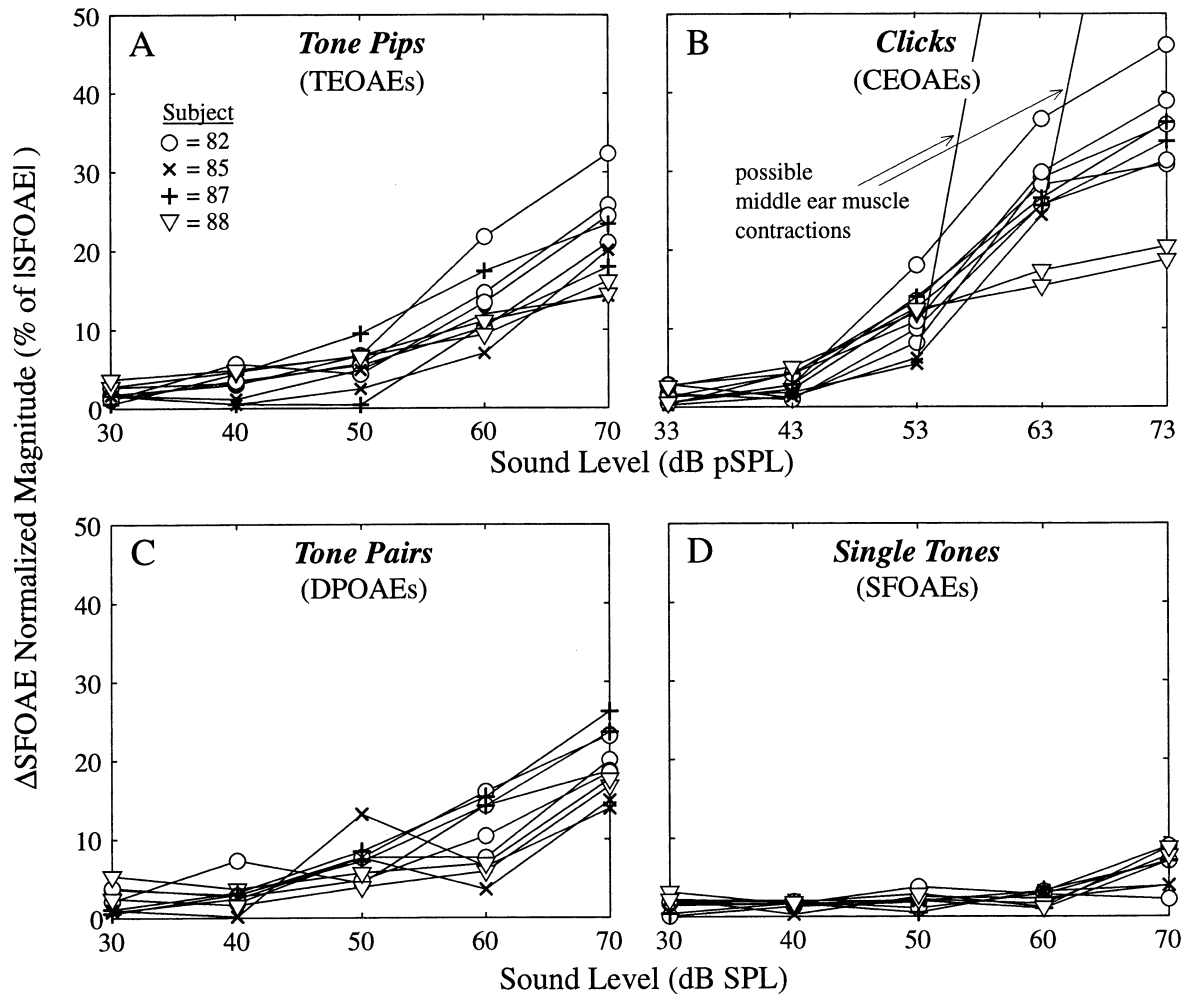 ΔSFOAE Normalized Magnitude (% of |SFOAE| )
A
Tone Pips
(TEOAEs)
Subject
= 82
= 85
= 87
= 88
50
40
30
20
10
0
30
40
50
60
70
B
Clicks
(CEOAEs)
possible
middle ear muscle
contractions
33
43
53
63
73
Sound Level (dB pSPL)
C
Tone Pairs
(DPOAEs)
50
40
30
20
10
0
30
40
50
60
70
D
Single Tones
(SFOAEs)
30
40
50
60
70
Sound Level (dB SPL)